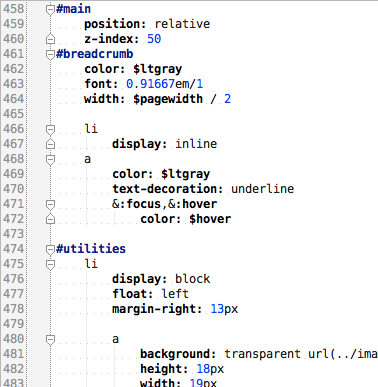 458 #main
459 position: relative
460 z-index: 50
461 #breadcrumb
462 color: $ltgray
463 font: 0.91667em/1
464 width: $pagewidth / 2
465
466 li
467 display: inline
468 a
469 color: $ltgray
470 text-decoration: underline
471 &:focus,&:hover
472 color: $hover
473
474 #utilities
475 li
476 display: block
477 float: left
478 margin-right: 13px
479
480 a
481 background: transparent url(../ima
482 height: 18px
483 width: 19px